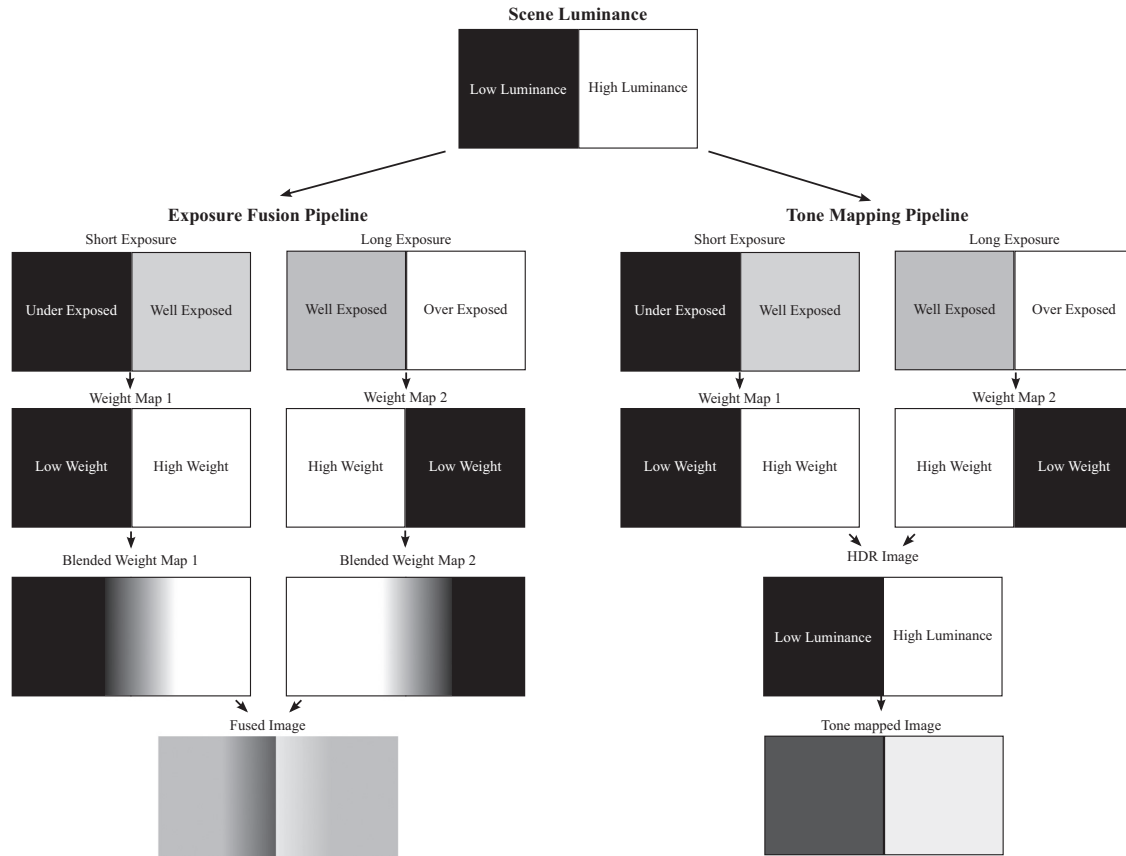 Scene Luminance
Low Luminance
High Luminance
Exposure Fusion Pipeline
Short Exposure
Long Exposure
Under Exposed
Well Exposed
Well Exposed
Over Exposed
Weight Map 1
Weight Map 2
Low Weight
High Weight
High Weight
Low Weight
Blended Weight Map 1
Blended Weight Map 2
Fused Image
Tone Mapping Pipeline
Short Exposure
Long Exposure
Under Exposed
Well Exposed
Well Exposed
Over Exposed
Weight Map 1
Weight Map 2
Low Weight
High Weight
High Weight
Low Weight
HDR Image
Low Luminance
High Luminance
Tone mapped Image